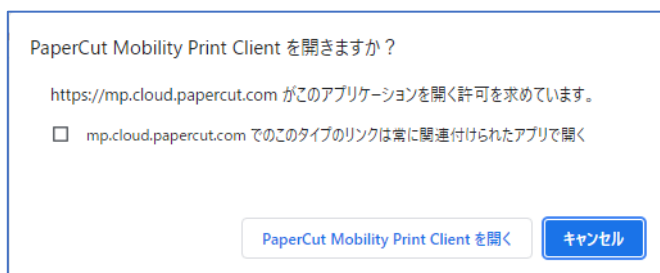 PaperCut Mobility Print Client を開きますか？
https://mp.cloud.papercut.com がこのアプリケーションを開く許可を求めています。
mp.cloud.papercut.com でのこのタイプのリンクは常に関連付けられたアプリで開く
PaperCut Mobility Print Client を開く
キャンセル